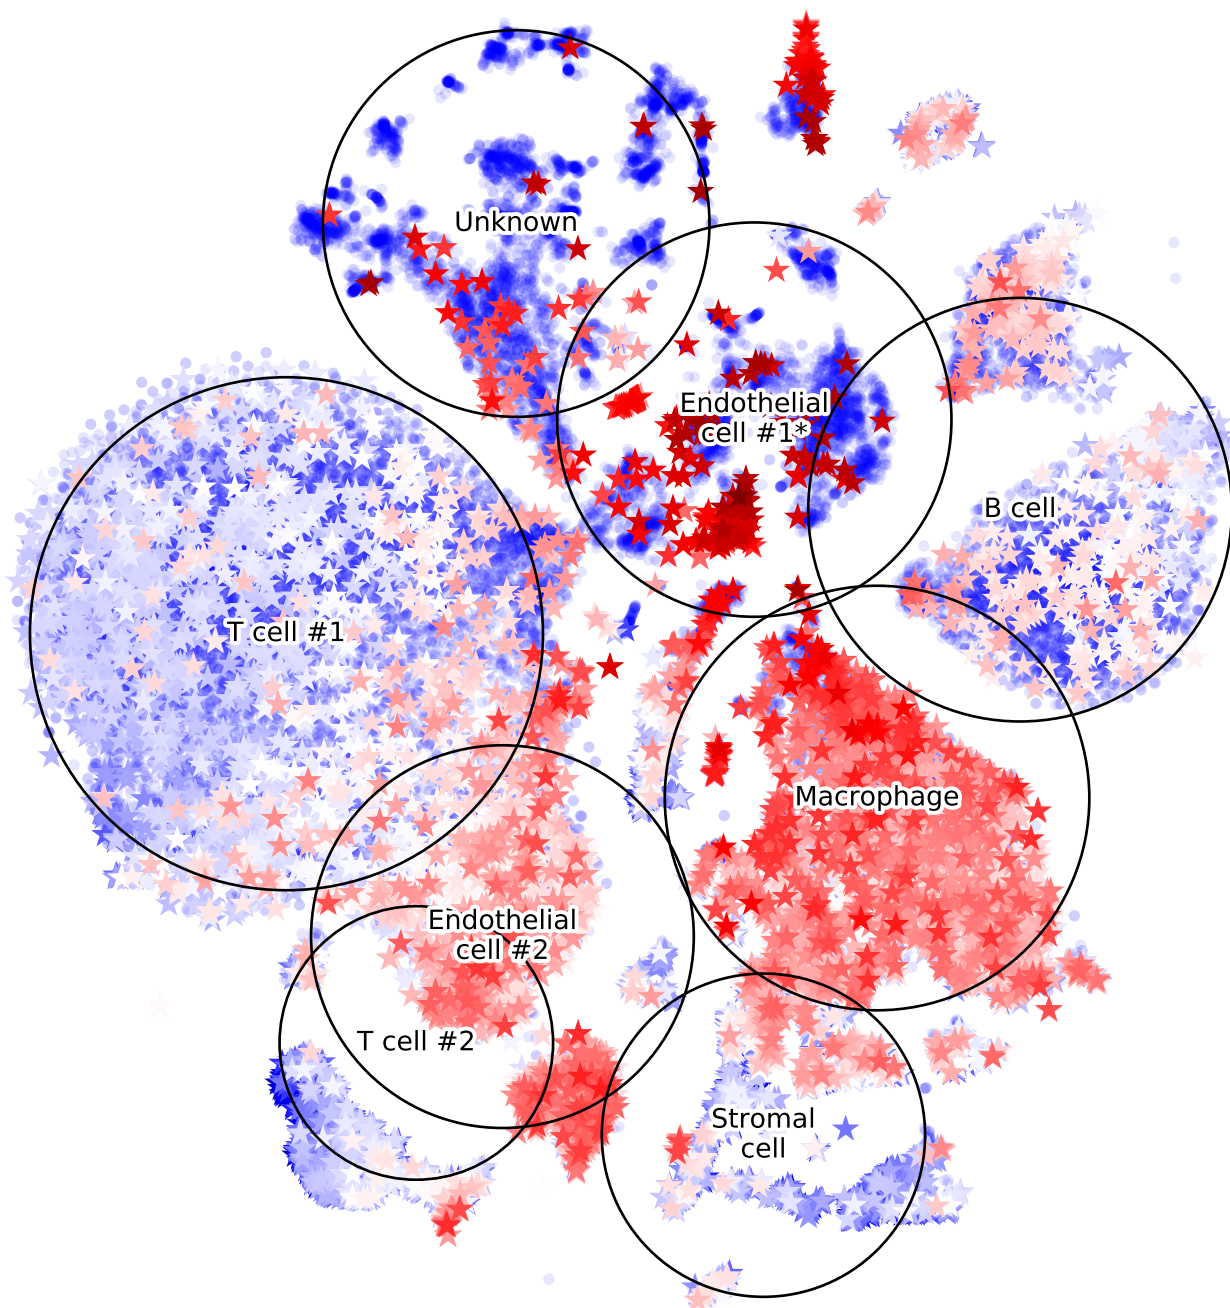 Unknown
Endothelial
cell #1*
B cell
T cell #1
Macrophage
Endothelial
cell #2
T cell #2
Stromal
cell